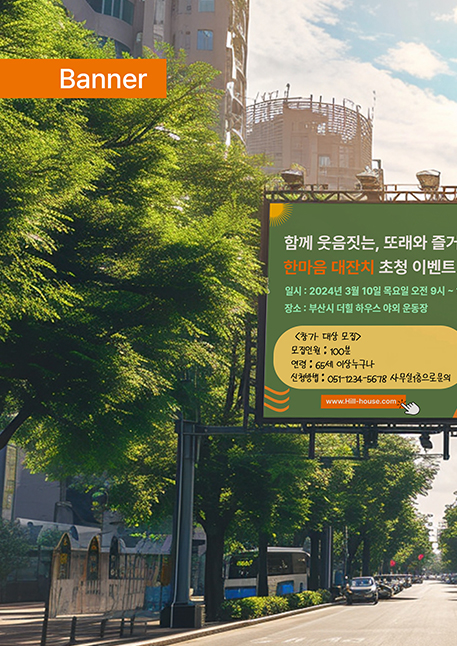 Banner
함께 웃음짓는, 또래와 즐거
한마음 대잔치 초청 이벤트
일시 : 2024년 3월 10일 목요일 오전 9시 ~
장소 : 부산시 더힐 하우스 야외 운동장
<참가 대상 모집>
모집인원 : 100분
연령 : 65세 이상누구나
신청방법 : 051-1234-5678 사무실1층으로문의
www.Hill-house.com